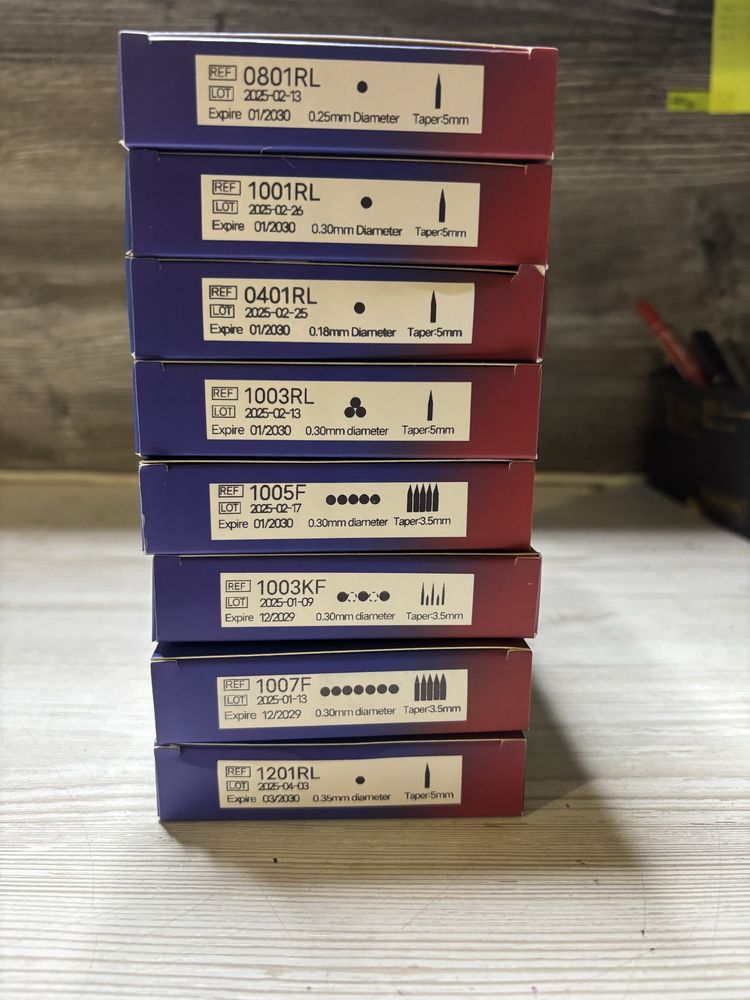 REF 0801RL
LOT 2025-02-13
Expire 01/2030 0.25mm Diameter Taper:5mm
REF 1001RL
LOT 2025-02-26
Expire 01/2030 0.30mm Diameter Taper:5mm
REF 0401RL
LOT 2025-02-25
Expire 01/2030 0.18mm Diameter Taper:5mm
REF 1003RL
LOT 2025-02-13
Expire 01/2030 0.30mm diameter Taper:5mm
REF 1005F
LOT 2025-02-17
Expire 01/2030 0.30mm diameter Taper:3.5mm
REF 1003KF
LOT 2025-01-09
Expire 12/2029 0.30mm diameter Taper:3.5mm
REF 1007F
LOT 2025-01-13
Expire 12/2029 0.30mm diameter Taper:3.5mm
REF 1201RL
LOT 2025-04-03
Expire 03/2030 0.35mm diameter Taper:5mm